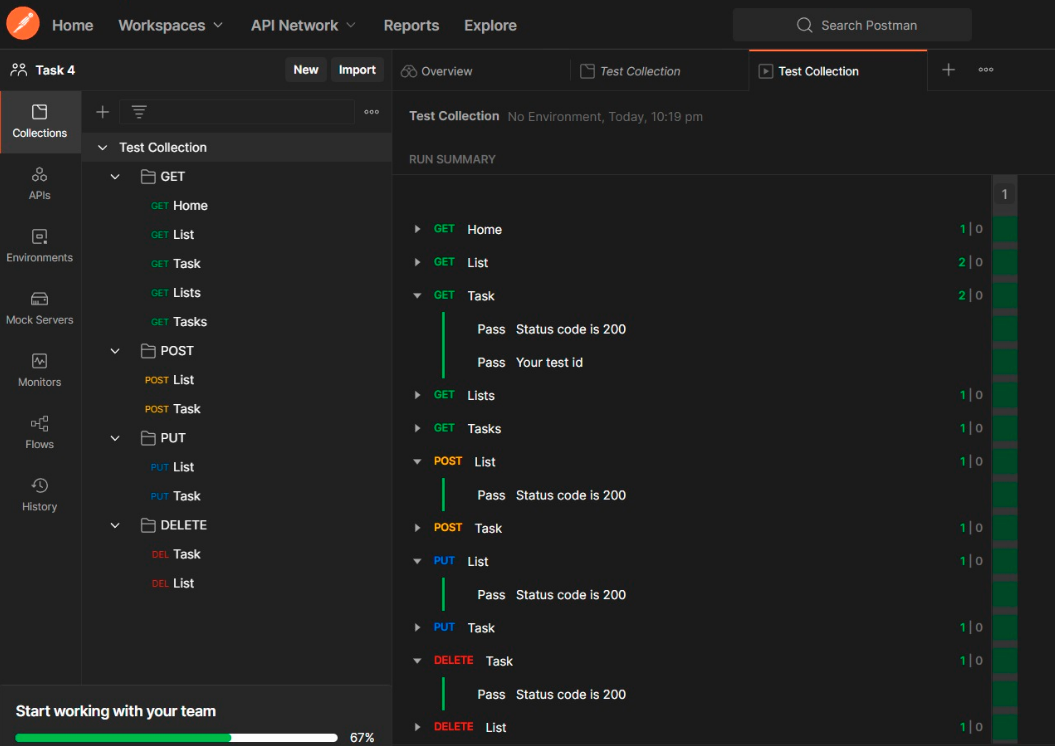 Home Workspaces API Network Reports Explore Search Postman
Task 4 New Import
Overview Test Collection Test Collection
Collections
APIs
Environments
Mock Servers
Monitors
Flows
History
Test Collection
GET
GET Home
GET List
GET Task
GET Lists
GET Tasks
POST
POST List
POST Task
PUT
PUT List
PUT Task
DELETE
DEL Task
DEL List
Start working with your team
67%
Test Collection No Environment, Today, 10:19 pm
RUN SUMMARY
1
GET Home 1 | 0
GET List 2 | 0
GET Task 2 | 0
Pass Status code is 200
Pass Your test id
GET Lists 1 | 0
GET Tasks 1 | 0
POST List 1 | 0
Pass Status code is 200
POST Task 1 | 0
PUT List 1 | 0
Pass Status code is 200
PUT Task 1 | 0
DELETE Task 1 | 0
Pass Status code is 200
DELETE List 1 | 0